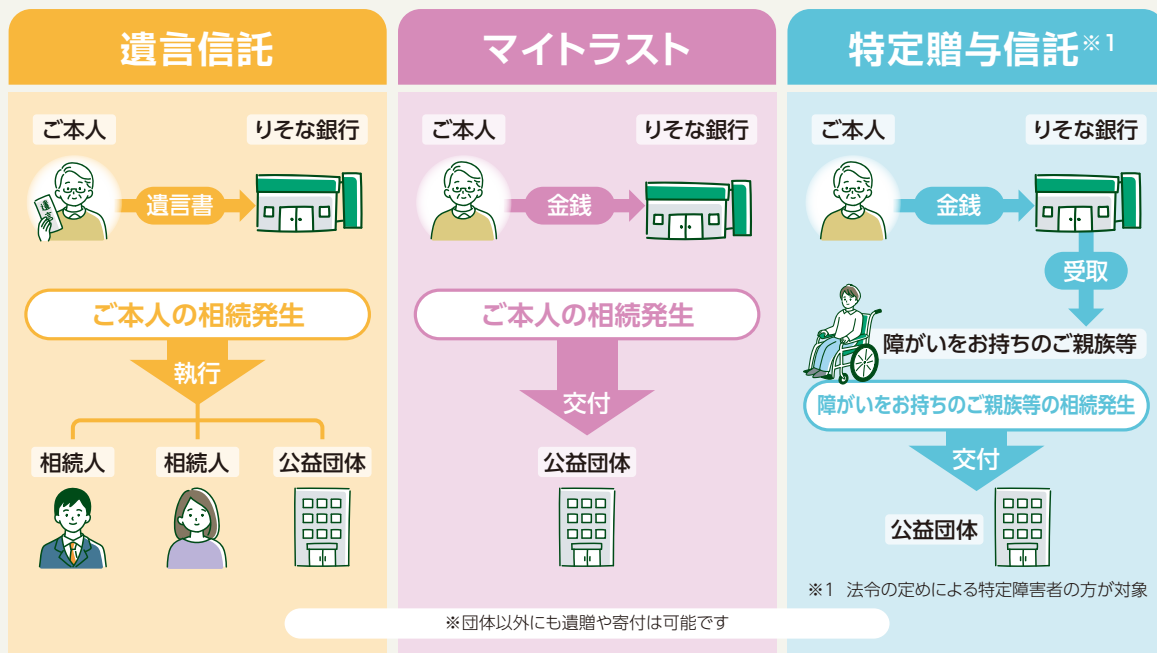 遺言信託
ご本人
りそな銀行
遺言
遺言書
ご本人の相続発生
執行
相続人
相続人
公益団体
マイトラスト
ご本人
りそな銀行
金銭
ご本人の相続発生
交付
公益団体
特定贈与信託※1
ご本人
りそな銀行
金銭
受取
障がいをお持ちのご親族等
障がいをお持ちのご親族等の相続発生
交付
公益団体
※1 法令の定めによる特定障害者の方が対象
※団体以外にも遺贈や寄付は可能です